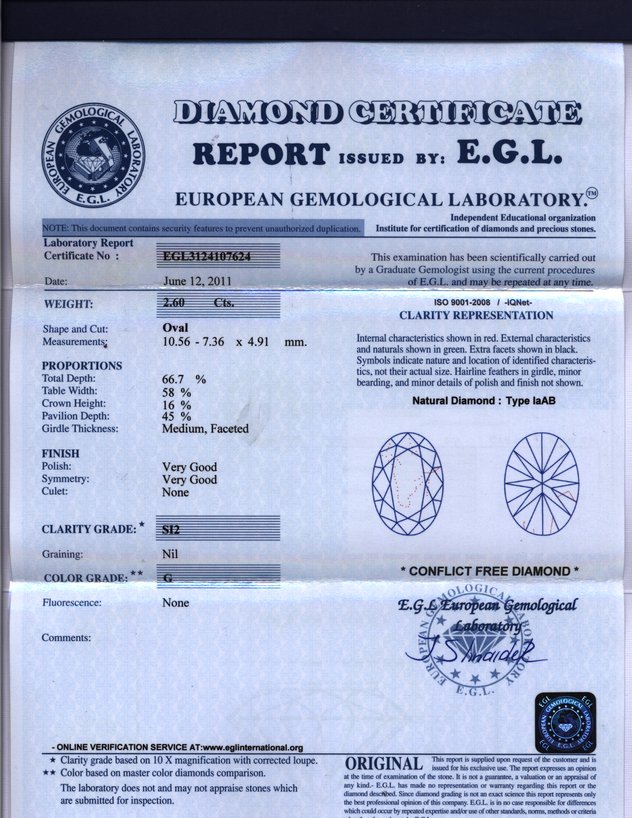 DIAMOND CERTIFICATE
REPORT ISSUED BY: E.G.L.
EUROPEAN GEMOLOGICAL LABORATORY.™
EUROPEAN GEMOLOGICAL LABORATORY
E.G.L.
Independent Educational organization
NOTE: This document contains security features to prevent unauthorized duplication.
Institute for certification of diamonds and precious stones.
Laboratory Report
Certificate No : EGL3124107624
Date: June 12, 2011
This examination has been scientifically carried out
by a Graduate Gemologist using the current procedures
of E.G.L. and may be repeated at any time.
WEIGHT: 2.60 Cts.
Shape and Cut: Oval
Measurements: 10.56 - 7.36 x 4.91 mm.
PROPORTIONS
Total Depth: 66.7 %
Table Width: 58 %
Crown Height: 16 %
Pavilion Depth: 45 %
Girdle Thickness: Medium, Faceted
FINISH
Polish: Very Good
Symmetry: Very Good
Culet: None
CLARITY GRADE: * SI2
Graining: Nil
COLOR GRADE: ** G
Fluorescence: None
Comments:
ISO 9001-2008 / -IQNet-
CLARITY REPRESENTATION
Internal characteristics shown in red. External characteristics
and naturals shown in green. Extra facets shown in black.
Symbols indicate nature and location of identified characteris-
tics, not their actual size. Hairline feathers in girdle, minor
bearding, and minor details of polish and finish not shown.
Natural Diamond : Type IaAB
* CONFLICT FREE DIAMOND *
E.G.L European Gemological
Laboratory
EUROPEAN GEMOLOGICAL LABORATORY
E.G.L.
EGL EGL
EUROPEAN GEMOLOGICAL LABORATORY
E.G.L.
EGL EGL
- ONLINE VERIFICATION SERVICE AT:www.eglinternational.org
★ Clarity grade based on 10 X magnification with corrected loupe.
★★ Color based on master color diamonds comparison.
The laboratory does not and may not appraise stones which
are submitted for inspection.
ORIGINAL This report is supplied upon request of the customer and is
issued for his exclusive use. The report expresses an opinion
at the time of examination of the stone. It is not a guarantee, a valuation or an appraisal of
any kind.- E.G.L. has made no representation or warranty regarding this report or the
diamond described. Since diamond grading is not an exact science this report represents only
the best professional opinion of this company. E.G.L. is in no case responsible for differences
which could occur by repeated expertize and/or use of other standards, norms, methods or criteria